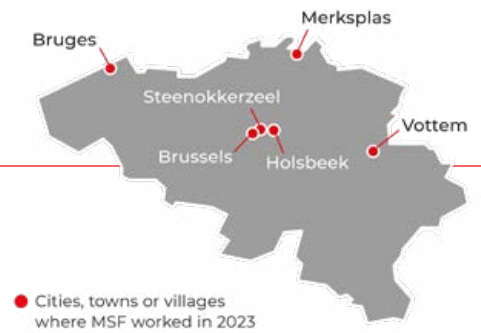 Merksplas
Bruges
Steenokkerzeel
Vottem
Brussels
Holsbeek
Cities, towns or villages
where MSF worked in 2023